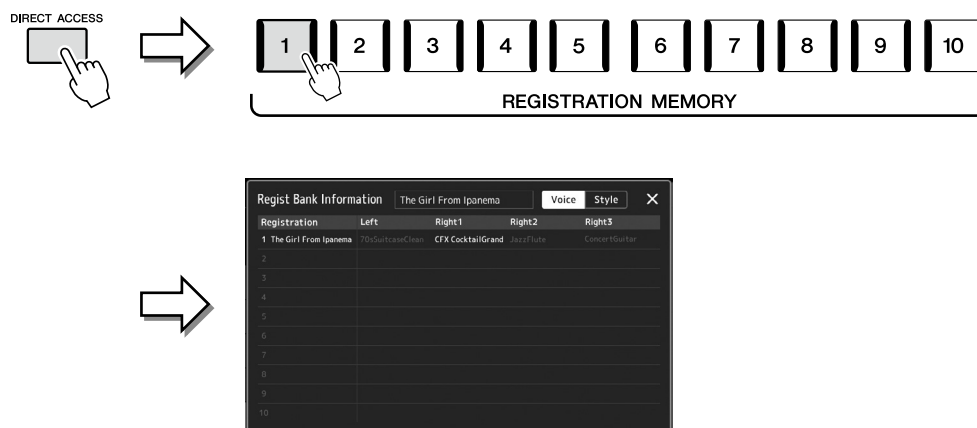 DIRECT ACCESS
1 2 3 4 5 6 7 8 9 10
REGISTRATION MEMORY
Regist Bank Information The Girl From Ipanema Voice Style ×
Registration Left Right1 Right2 Right3
1 The Girl From Ipanema 70sSuitcaseClean CFX CocktailGrand JazzFlute ConcertGuitar
2
3
4
5
6
7
8
9
10